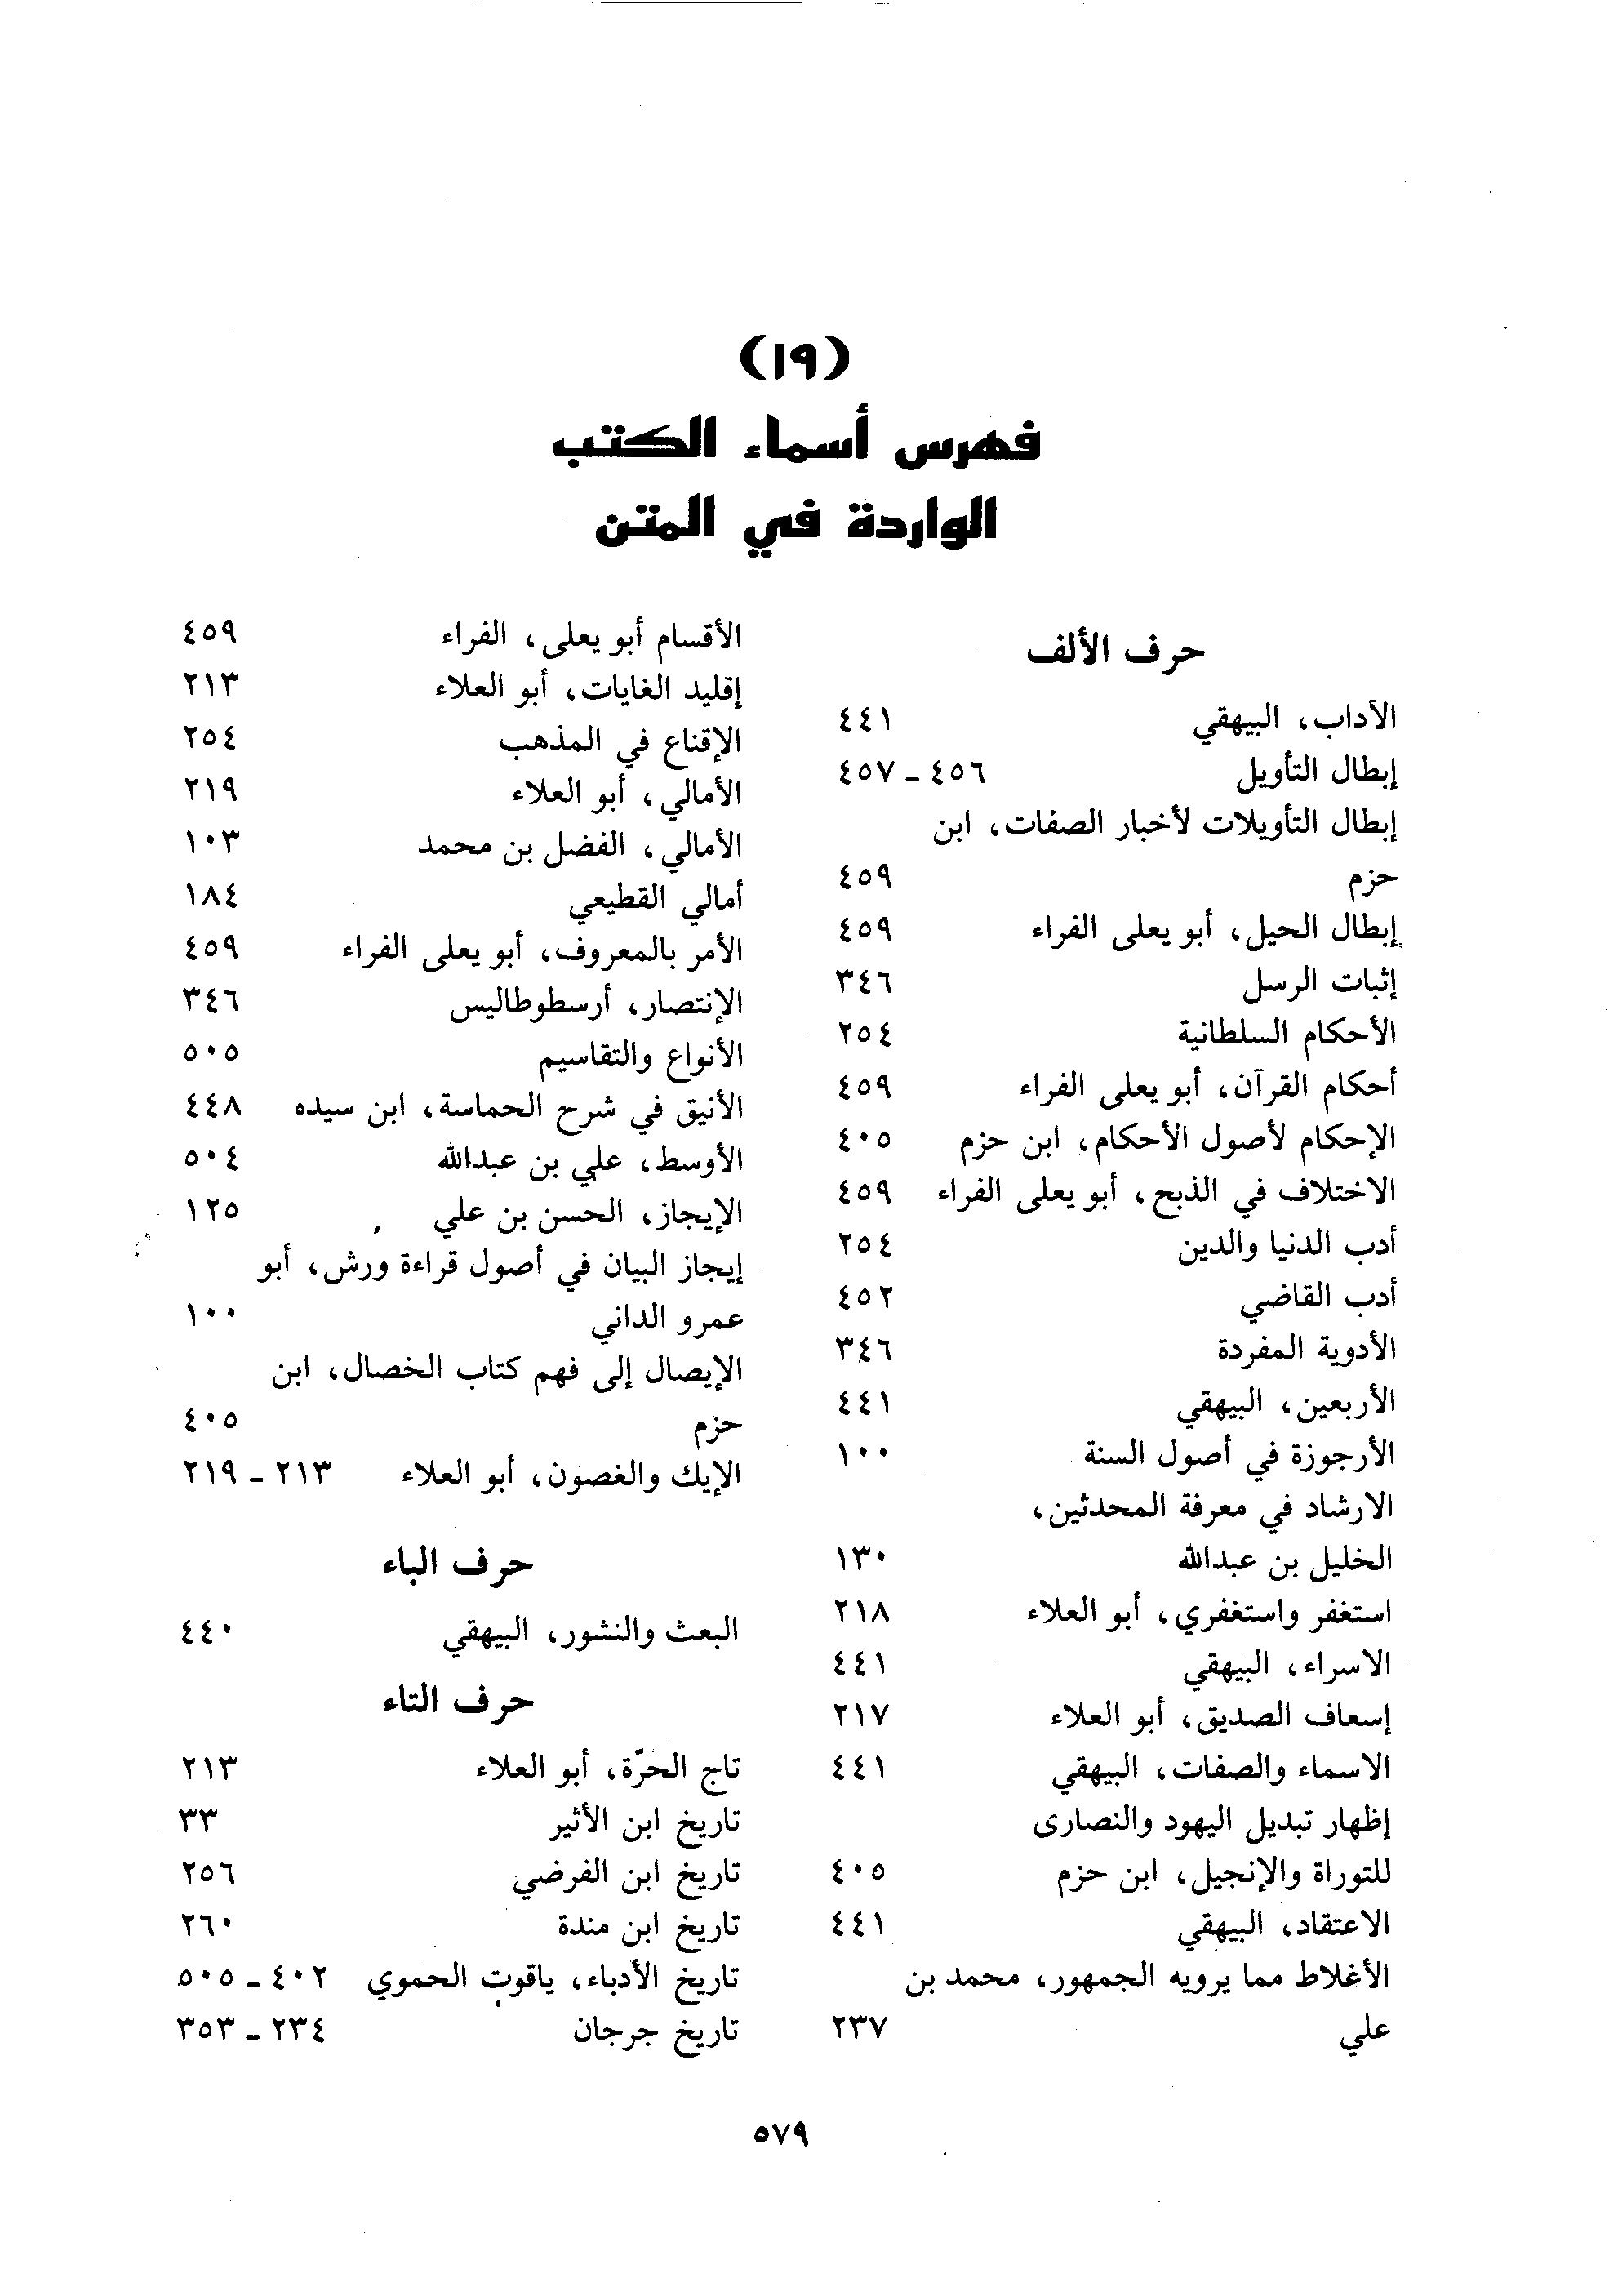 (١٩)
فهرس أسماء الكتب
الواردة في المتن
حرف الألف
الآداب، البيهقي ٤٤١
إبطال التأويل ٤٥٦ - ٤٥٧
إبطال التأويلات لأخبار الصفات، ابن
حزم ٤٥٩
إبطال الحيل، أبو يعلى الفراء ٤٥٩
إثبات الرسل ٣٤٦
الأحكام السلطانية ٢٥٤
أحكام القرآن، أبو يعلى الفراء ٤٥٩
الإحكام لأصول الأحكام، ابن حزم ٤٠٥
الاختلاف في الذبح، أبو يعلى الفراء ٤٥٩
أدب الدنيا والدين ٢٥٤
أدب القاضي ٤٥٢
الأدوية المفردة ٣٤٦
الأربعين، البيهقي ٤٤١
الأرجوزة في أصول السنة ١٠٠
الارشاد في معرفة المحدثين،
الخليل بن عبدالله ١٣٠
استغفر واستغفري، أبو العلاء ٢١٨
الاسراء، البيهقي ٤٤١
إسعاف الصديق، أبو العلاء ٢١٧
الاسماء والصفات، البيهقي ٤٤١
إظهار تبديل اليهود والنصارى
للتوراة والإنجيل، ابن حزم ٤٠٥
الاعتقاد، البيهقي ٤٤١
الأغلاط مما يرويه الجمهور، محمد بن
علي ٢٣٧
الأقسام أبو يعلى، الفراء ٤٥٩
إقليد الغايات، أبو العلاء ٢١٣
الإقناع في المذهب ٢٥٤
الأمالي، أبو العلاء ٢١٩
الأمالي، الفضل بن محمد ١٠٣
أمالي القطيعي ١٨٤
الأمر بالمعروف، أبو يعلى الفراء ٤٥٩
الإنتصار، أرسطوطاليس ٣٤٦
الأنواع والتقاسيم ٥٠٥
الأنيق في شرح الحماسة، ابن سيده ٤٤٨
الأوسط، علي بن عبدالله ٥٠٤
الإيجاز، الحسن بن علي ١٢٥
إيجاز البيان في أصول قراءة ورش، أبو
عمرو الداني ١٠٠
الإيصال إلى فهم كتاب الخصال، ابن
حزم ٤٠٥
الإيك والغصون، أبو العلاء ٢١٣ - ٢١٩
حرف الباء
البعث والنشور، البيهقي ٤٤٠
حرف التاء
تاج الحرّة، أبو العلاء ٢١٣
تاريخ ابن الأثير ٣٣
تاريخ ابن الفرضي ٢٥٦
تاريخ ابن مندة ٢٦٠
تاريخ الأدباء، ياقوت الحموي ٤٠٢ - ٥٠٥
تاريخ جرجان ٢٣٤ - ٣٥٣
٥٧٩